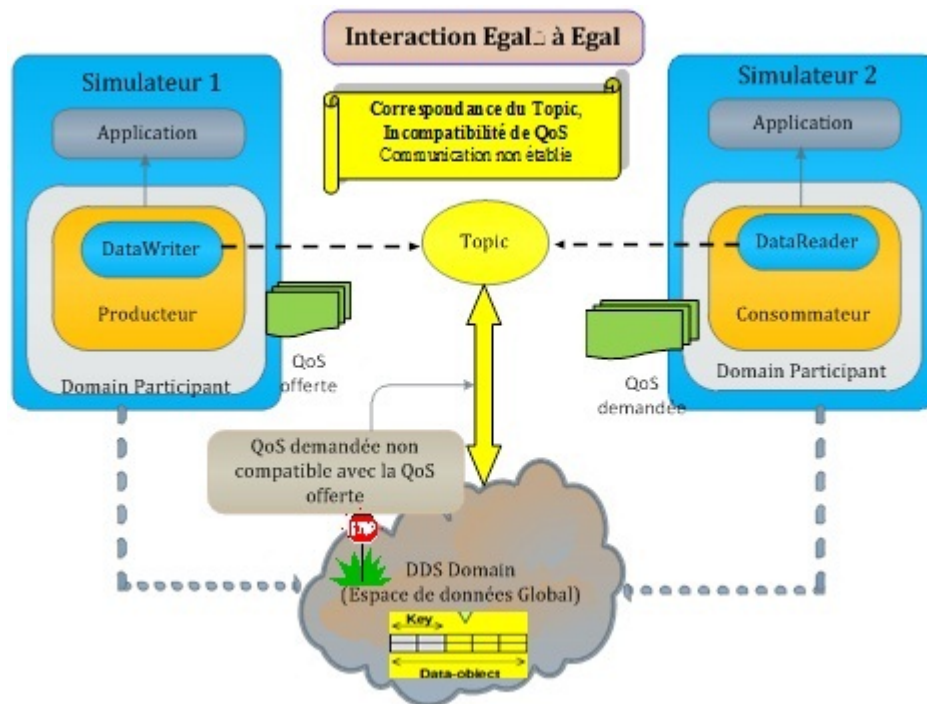 Interaction Egal à Egal
Simulateur 1
Application
DataWriter
Producteur
Domain Participant
QoS
offerte
Correspondance du Topic,
Incompatibilité de QoS
Communication non établie
Topic
Simulateur 2
Application
DataReader
Consommateur
Domain Participant
QoS
demandée
QoS demandée non
compatible avec la QoS
offerte
DDS Domain
(Espace de données Global)
Key
Data-object